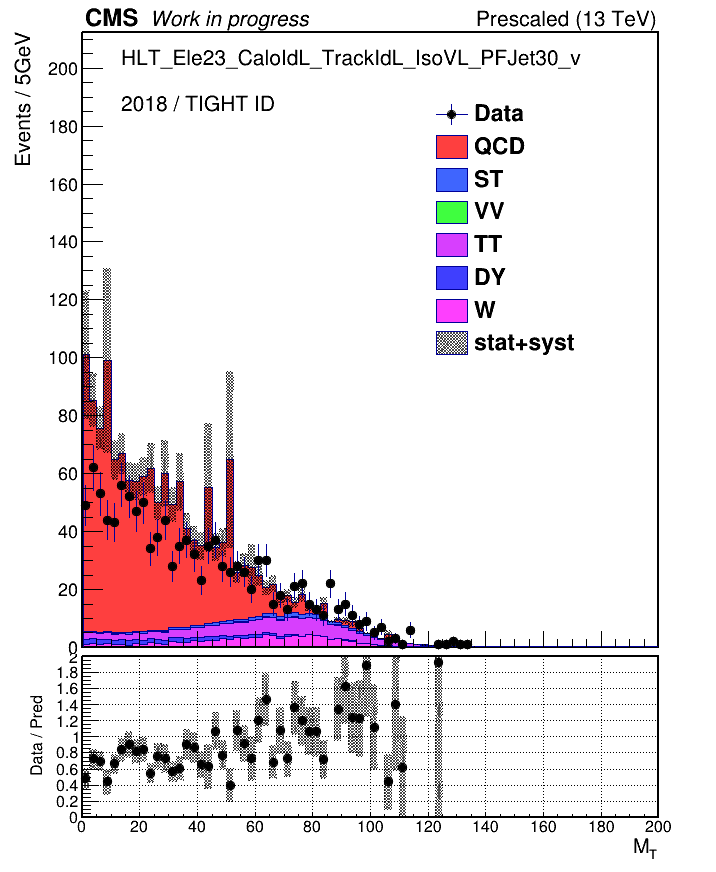 CMS Work in progress Prescaled (13 TeV)
Events / 5GeV
HLT_Ele23_CaloIdL_TrackIdL_IsoVL_PFJet30_v
2018 / TIGHT ID
Data
QCD
ST
VV
TT
DY
W
stat+syst
200
180
160
140
120
100
80
60
40
20
0
Data / Pred
2
1.8
1.6
1.4
1.2
1
0.8
0.6
0.4
0.2
0
0 20 40 60 80 100 120 140 160 180 200
M_T